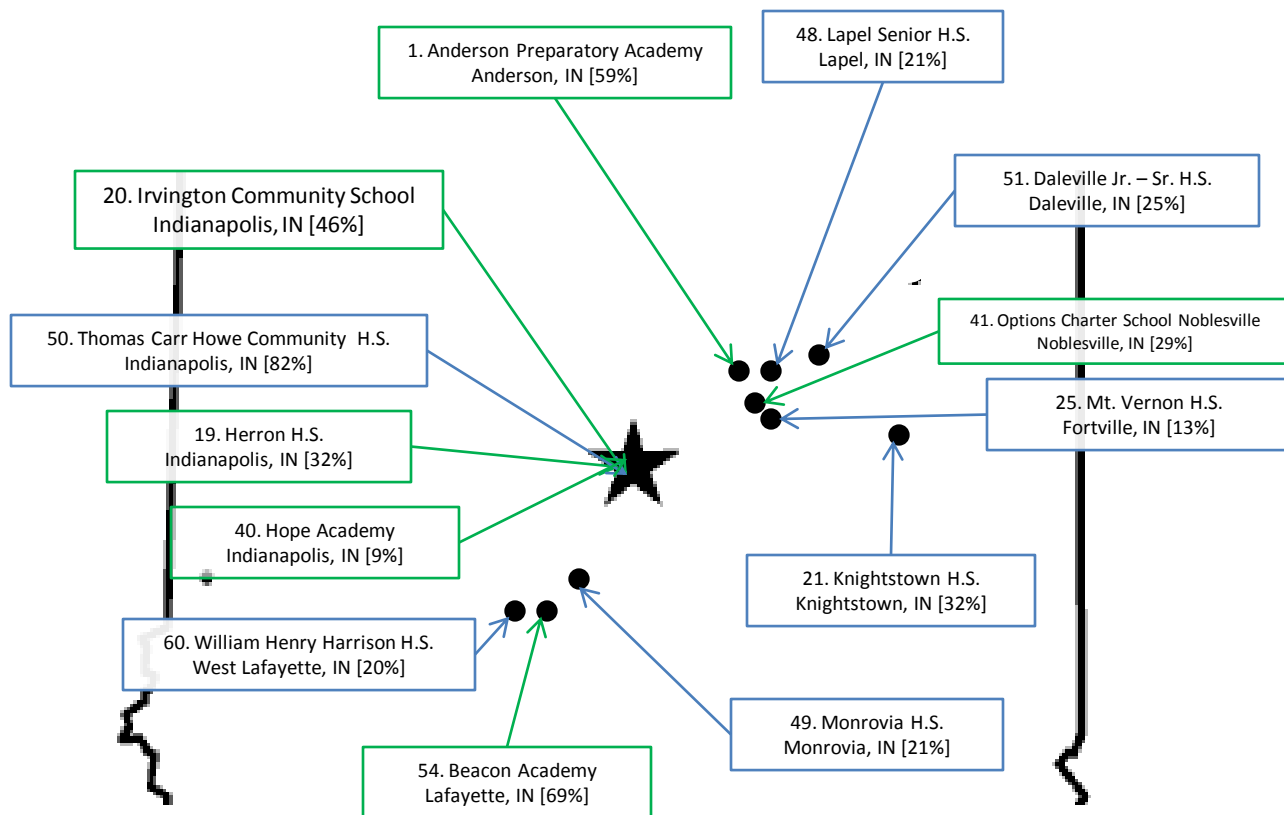 1. Anderson Preparatory Academy
Anderson, IN [59%]
48. Lapel Senior H.S.
Lapel, IN [21%]
20. Irvington Community School
Indianapolis, IN [46%]
51. Daleville Jr. – Sr. H.S.
Daleville, IN [25%]
50. Thomas Carr Howe Community H.S.
Indianapolis, IN [82%]
41. Options Charter School Noblesville
Noblesville, IN [29%]
19. Herron H.S.
Indianapolis, IN [32%]
25. Mt. Vernon H.S.
Fortville, IN [13%]
40. Hope Academy
Indianapolis, IN [9%]
21. Knightstown H.S.
Knightstown, IN [32%]
60. William Henry Harrison H.S.
West Lafayette, IN [20%]
49. Monrovia H.S.
Monrovia, IN [21%]
54. Beacon Academy
Lafayette, IN [69%]